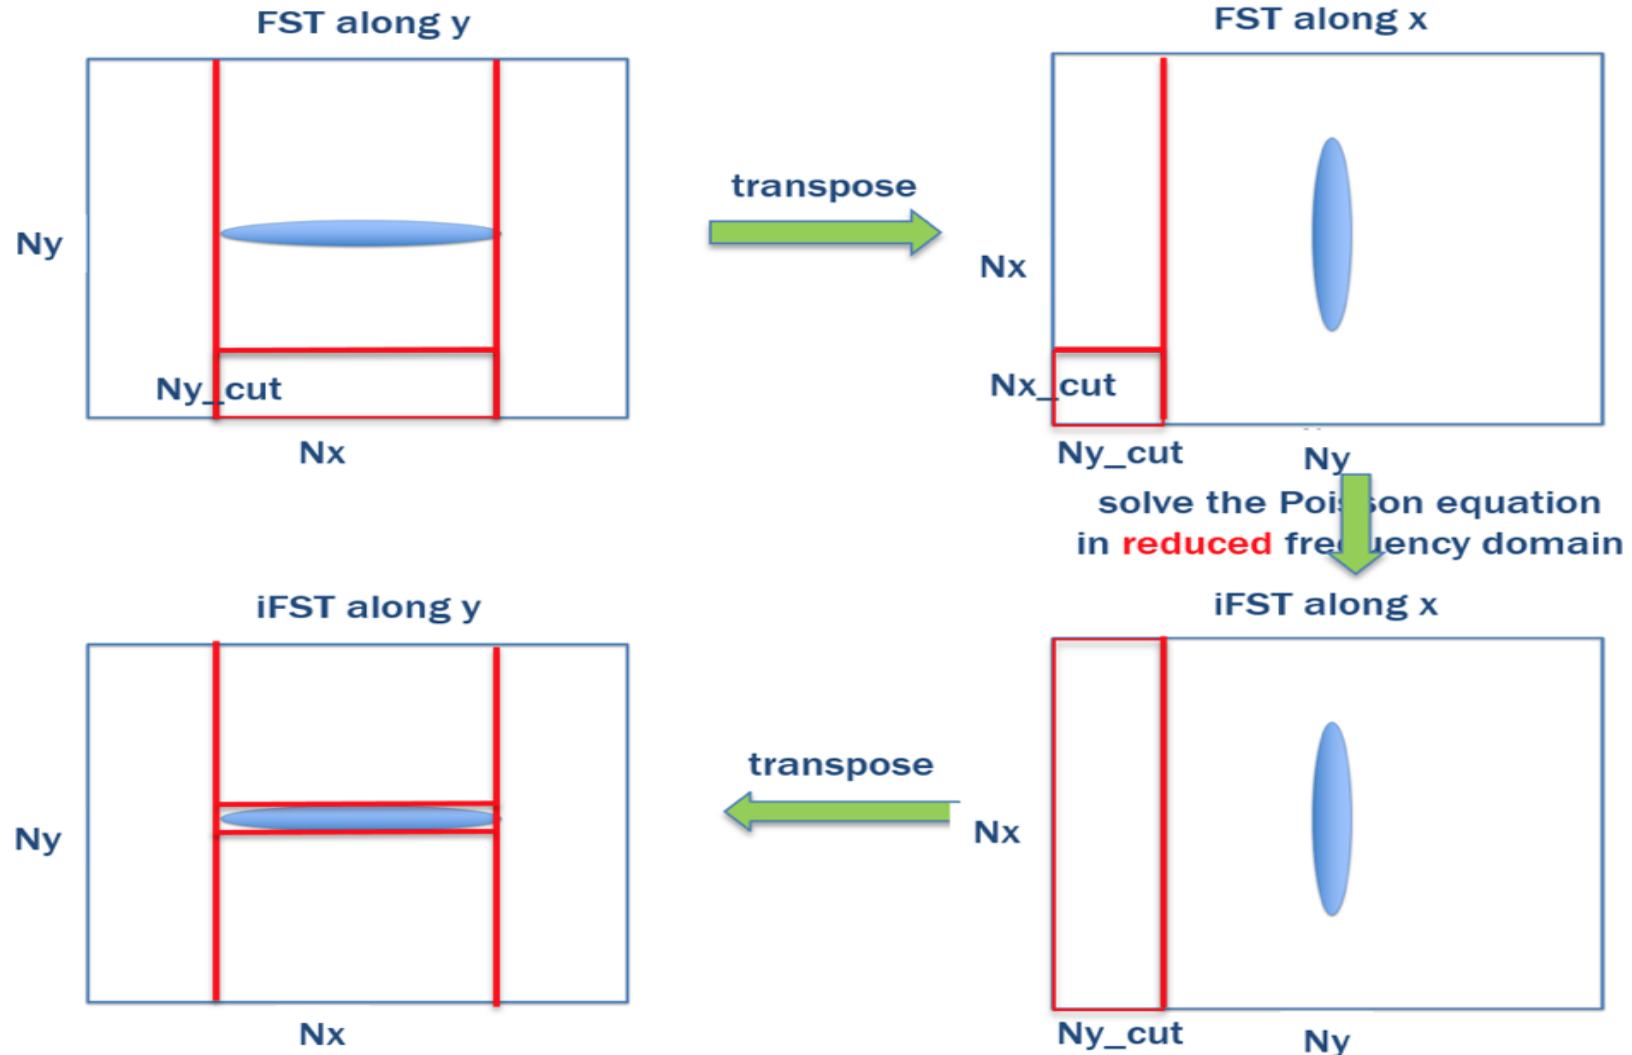 FST along y
FST along x
transpose
Ny
Nx
Ny_cut
Nx_cut
Nx
Ny_cut
Ny
solve the Poisson equation
in reduced frequency domain
iFST along y
iFST along x
transpose
Ny
Nx
Nx
Ny_cut
Ny